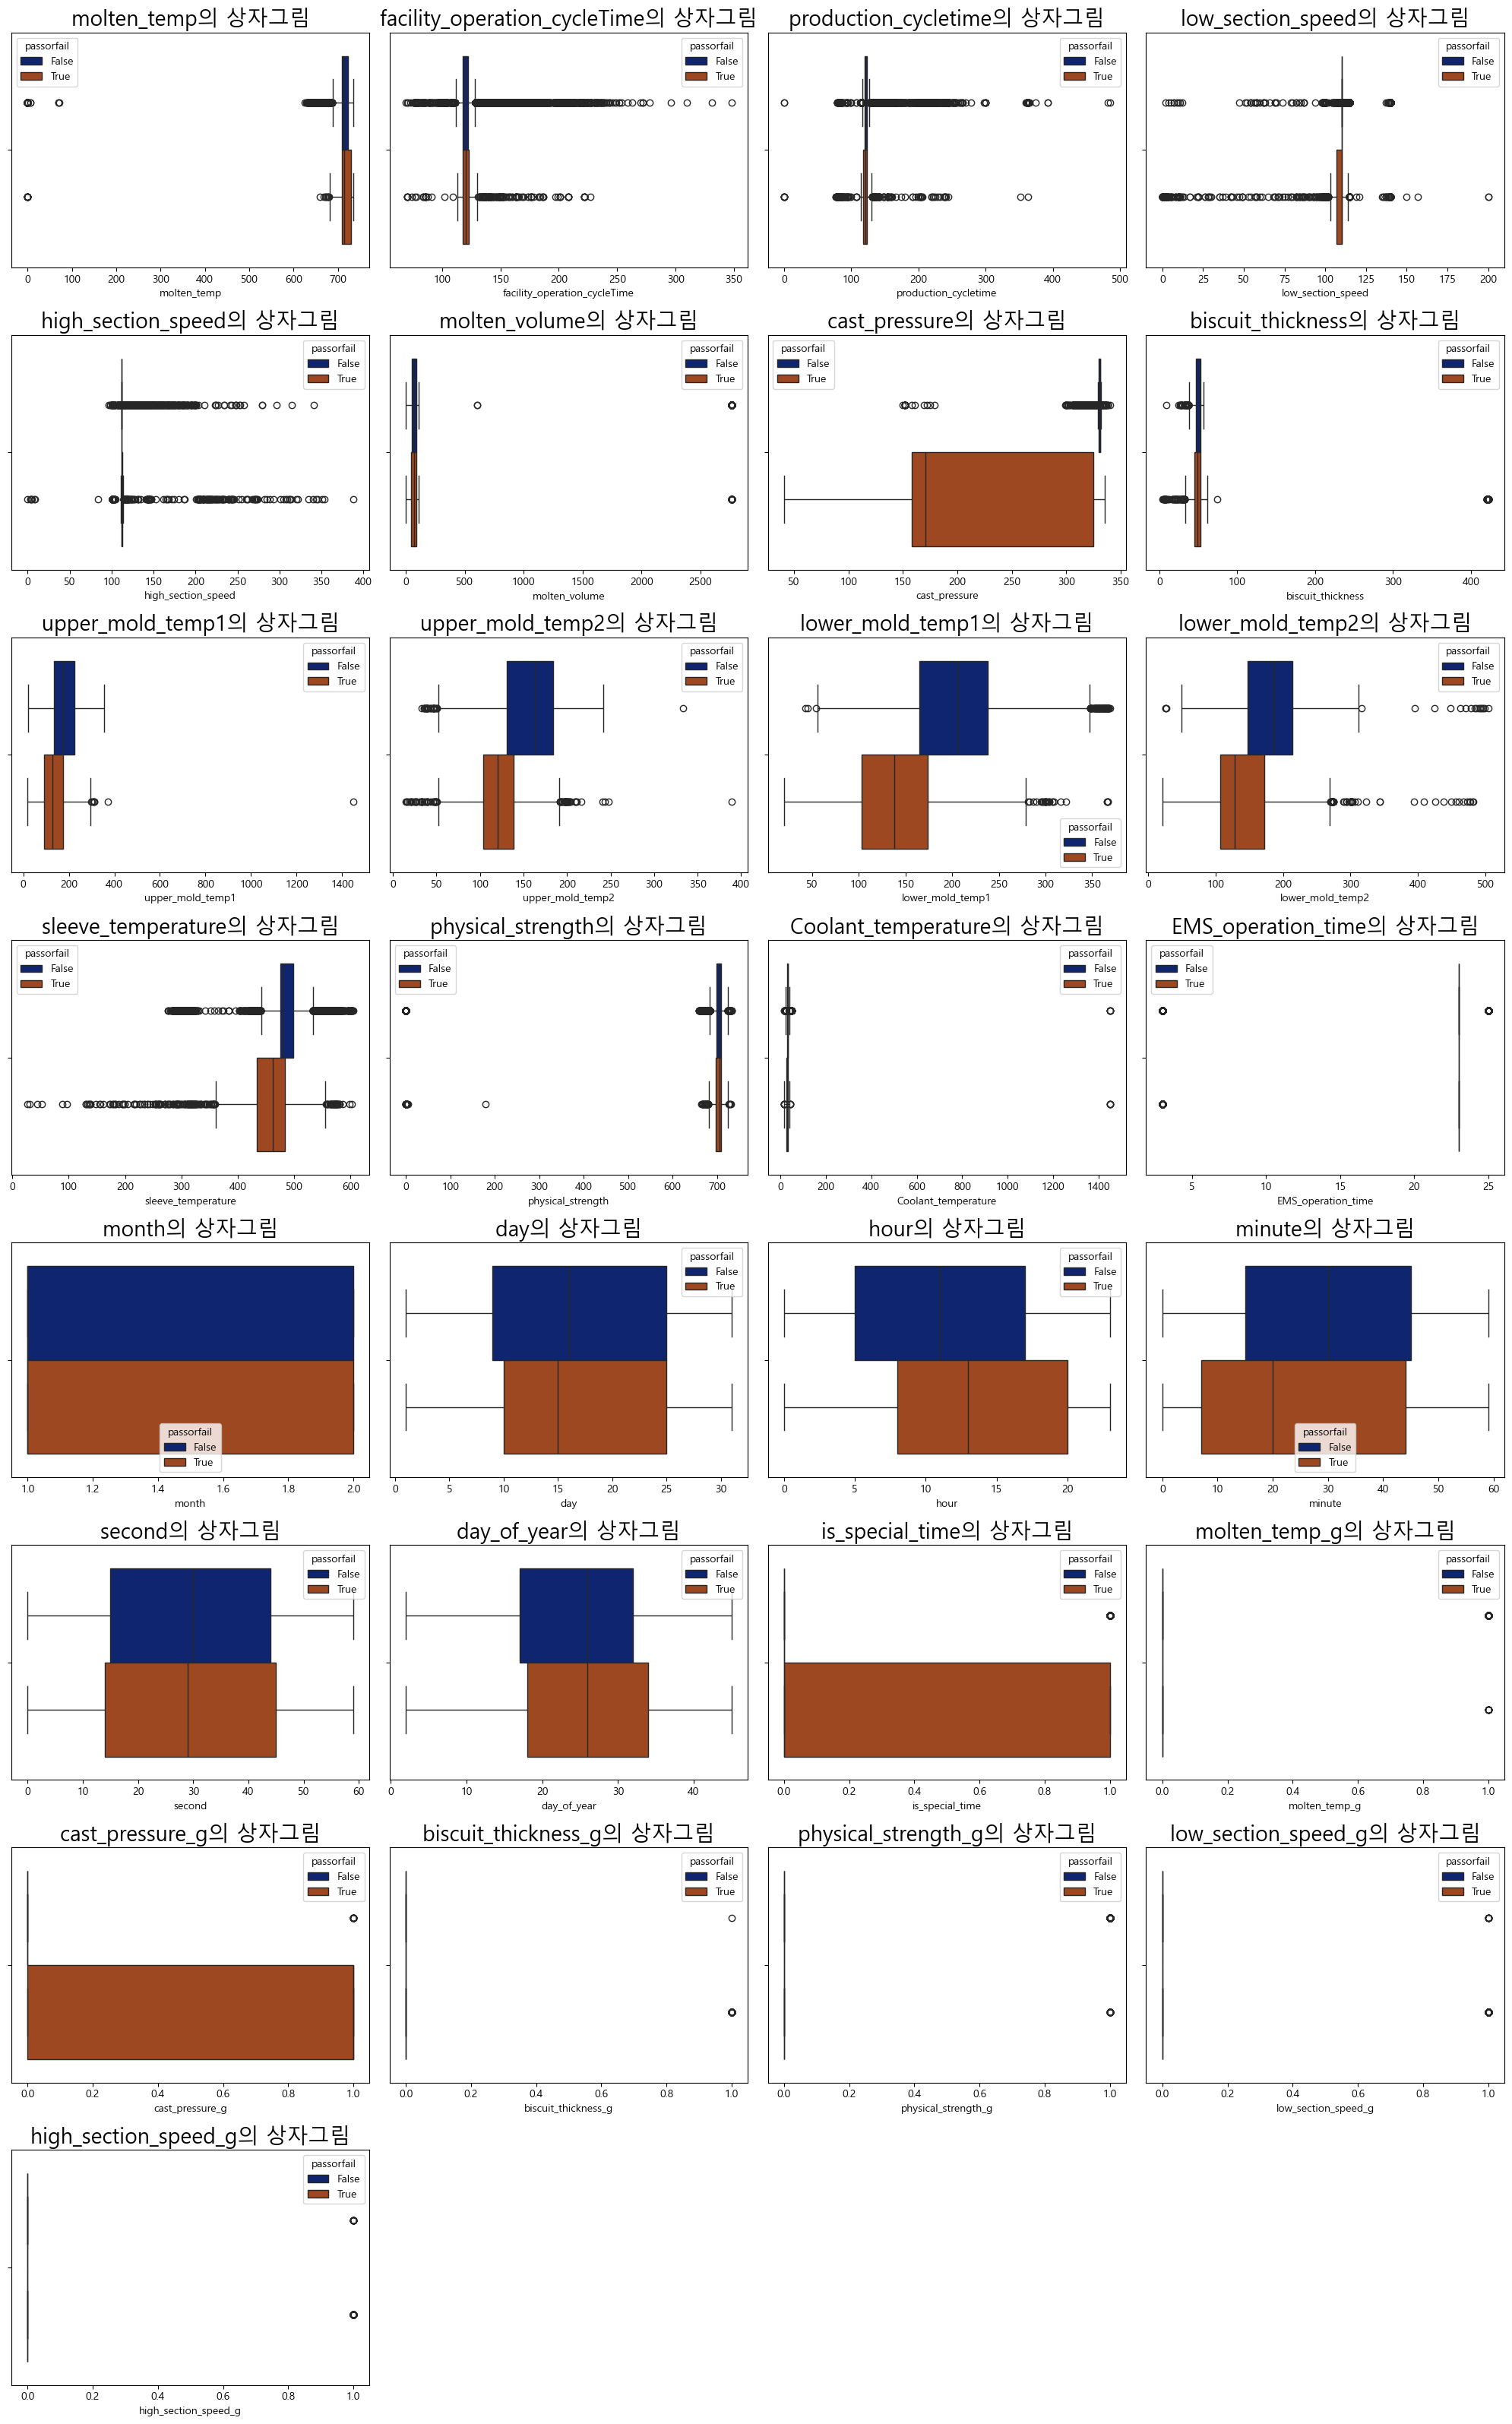 molten_temp의 상자그림
passorfail
False
True
0 100 200 300 400 500 600 700
molten_temp
facility_operation_cycleTime의 상자그림
passorfail
False
True
100 150 200 250 300 350
facility_operation_cycleTime
production_cycletime의 상자그림
passorfail
False
True
0 100 200 300 400 500
production_cycletime
low_section_speed의 상자그림
passorfail
False
True
0 25 50 75 100 125 150 175 200
low_section_speed
high_section_speed의 상자그림
passorfail
False
True
0 50 100 150 200 250 300 350 400
high_section_speed
molten_volume의 상자그림
passorfail
False
True
0 500 1000 1500 2000 2500
molten_volume
cast_pressure의 상자그림
passorfail
False
True
50 100 150 200 250 300 350
cast_pressure
biscuit_thickness의 상자그림
passorfail
False
True
0 100 200 300 400
biscuit_thickness
upper_mold_temp1의 상자그림
passorfail
False
True
0 200 400 600 800 1000 1200 1400
upper_mold_temp1
upper_mold_temp2의 상자그림
passorfail
False
True
0 50 100 150 200 250 300 350 400
upper_mold_temp2
lower_mold_temp1의 상자그림
passorfail
False
True
50 100 150 200 250 300 350
lower_mold_temp1
lower_mold_temp2의 상자그림
passorfail
False
True
0 100 200 300 400 500
lower_mold_temp2
sleeve_temperature의 상자그림
passorfail
False
True
0 100 200 300 400 500 600
sleeve_temperature
physical_strength의 상자그림
passorfail
False
True
0 100 200 300 400 500 600 700
physical_strength
Coolant_temperature의 상자그림
passorfail
False
True
0 200 400 600 800 1000 1200 1400
Coolant_temperature
EMS_operation_time의 상자그림
passorfail
False
True
5 10 15 20 25
EMS_operation_time
month의 상자그림
passorfail
False
True
1.0 1.2 1.4 1.6 1.8 2.0
month
day의 상자그림
passorfail
False
True
0 5 10 15 20 25 30
day
hour의 상자그림
passorfail
False
True
0 5 10 15 20
hour
minute의 상자그림
passorfail
False
True
0 10 20 30 40 50 60
minute
second의 상자그림
passorfail
False
True
0 10 20 30 40 50 60
second
day_of_year의 상자그림
passorfail
False
True
0 10 20 30 40
day_of_year
is_special_time의 상자그림
passorfail
False
True
0.0 0.2 0.4 0.6 0.8 1.0
is_special_time
molten_temp_g의 상자그림
passorfail
False
True
0.0 0.2 0.4 0.6 0.8 1.0
molten_temp_g
cast_pressure_g의 상자그림
passorfail
False
True
0.0 0.2 0.4 0.6 0.8 1.0
cast_pressure_g
biscuit_thickness_g의 상자그림
passorfail
False
True
0.0 0.2 0.4 0.6 0.8 1.0
biscuit_thickness_g
physical_strength_g의 상자그림
passorfail
False
True
0.0 0.2 0.4 0.6 0.8 1.0
physical_strength_g
low_section_speed_g의 상자그림
passorfail
False
True
0.0 0.2 0.4 0.6 0.8 1.0
low_section_speed_g
high_section_speed_g의 상자그림
passorfail
False
True
0.0 0.2 0.4 0.6 0.8 1.0
high_section_speed_g